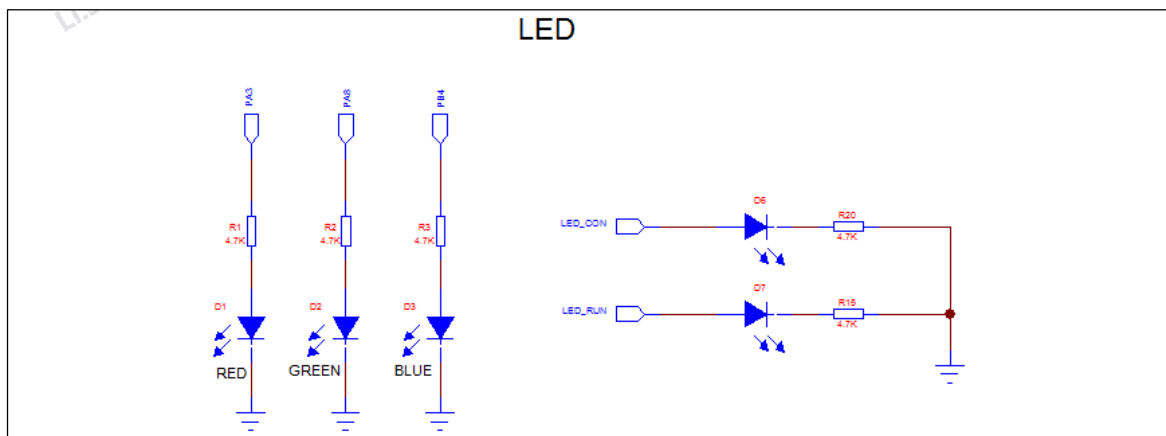 LED
PA3
PA8
PB4
R1
4.7K
R2
4.7K
R3
4.7K
D1
D2
D3
RED
GREEN
BLUE
LED_CON
D6
R20
4.7K
LED_RUN
D7
R15
4.7K